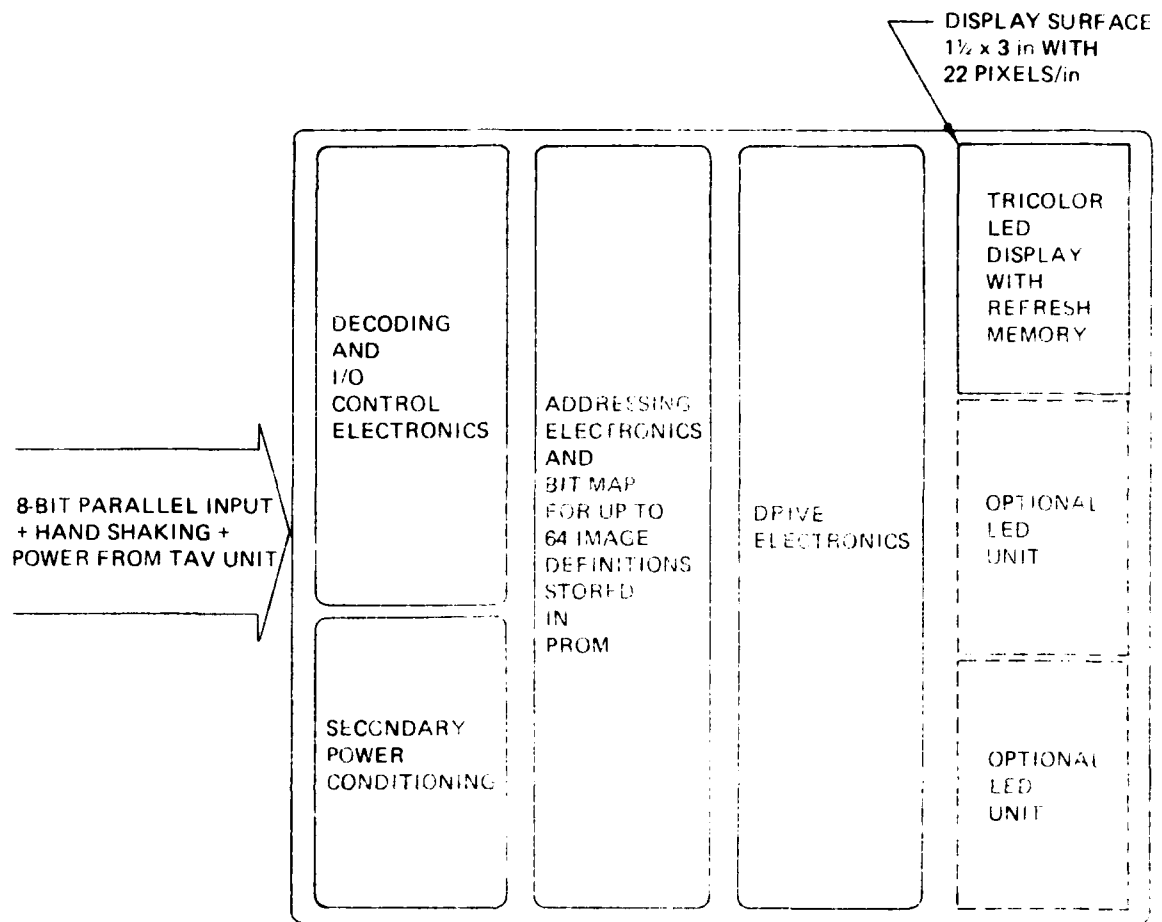 DISPLAY SURFACE
1½ x 3 in WITH
22 PIXELS/in
8-BIT PARALLEL INPUT
+ HAND SHAKING +
POWER FROM TAV UNIT
DECODING
AND
I/O
CONTROL
ELECTRONICS
SECONDARY
POWER
CONDITIONING
ADDRESSING
ELECTRONICS
AND
BIT MAP
FOR UP TO
64 IMAGE
DEFINITIONS
STORED
IN
PROM
DRIVE
ELECTRONICS
TRICOLOR
LED
DISPLAY
WITH
REFRESH
MEMORY
OPTIONAL
LED
UNIT
OPTIONAL
LED
UNIT